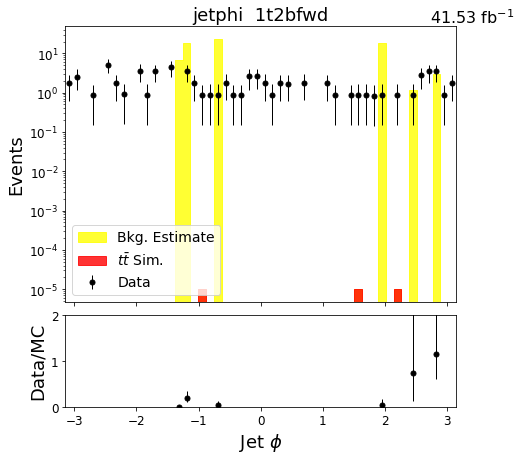 jetphi 1t2bfwd
41.53 fb⁻¹
Events
10¹
10⁰
10⁻¹
10⁻²
10⁻³
10⁻⁴
10⁻⁵
Bkg. Estimate
tt̄ Sim.
Data
Data/MC
2
1
0
−3 −2 −1 0 1 2 3
Jet ϕ